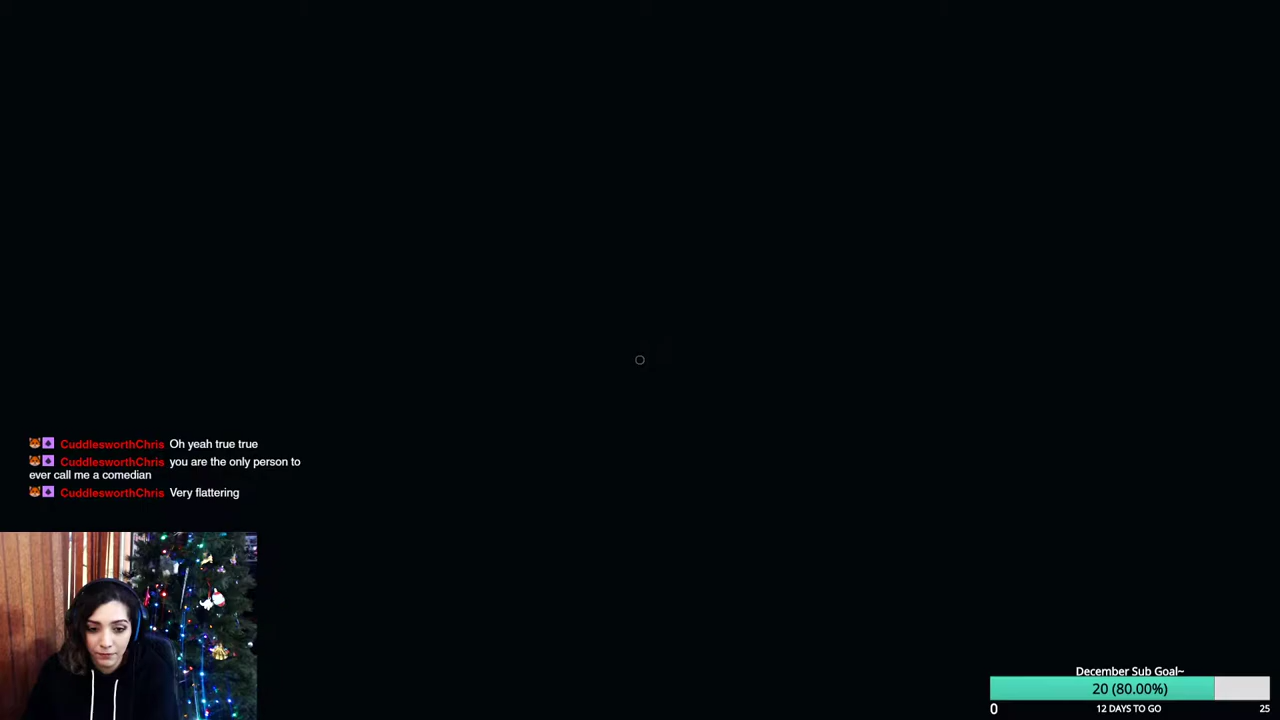 CuddlesworthChris Oh yeah true true
CuddlesworthChris you are the only person to
ever call me a comedian
CuddlesworthChris Very flattering
December Sub Goal~
20 (80.00%)
0 12 DAYS TO GO 25